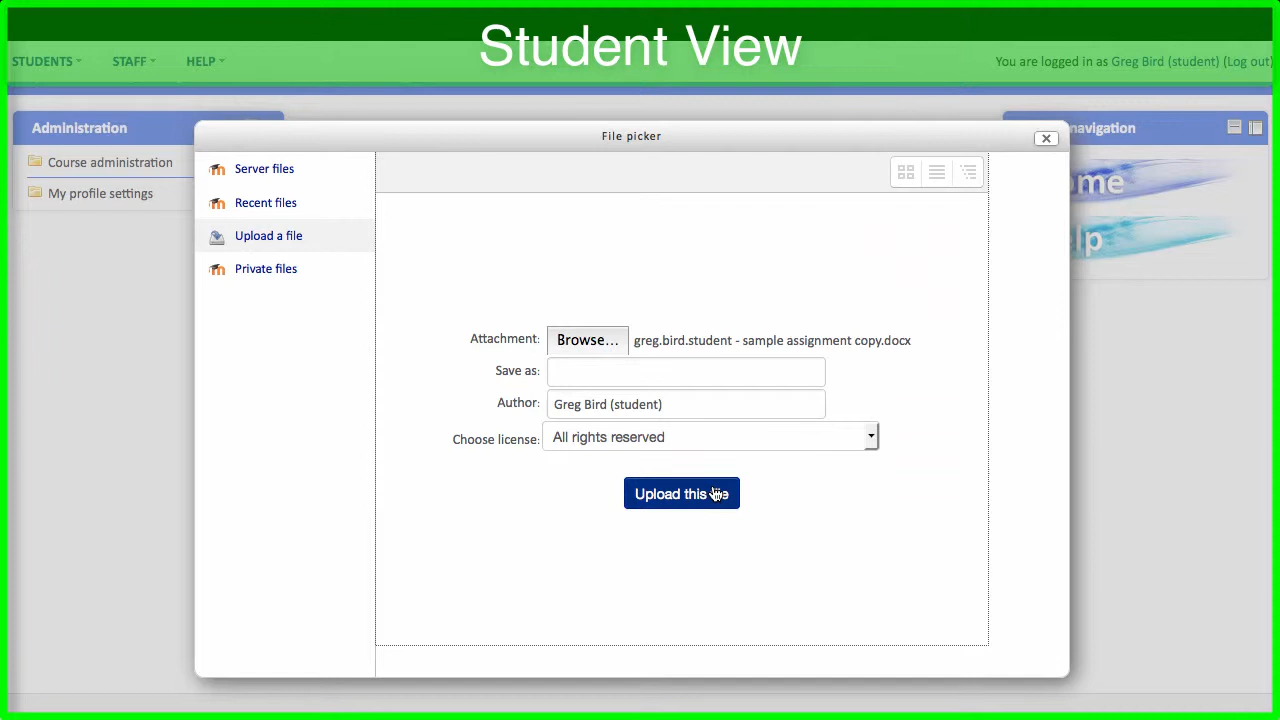 Student View
STUDENTS STAFF HELP
You are logged in as Greg Bird (student) (Log out)
Administration
Course administration
My profile settings
navigation
File picker
Server files
Recent files
Upload a file
Private files
Attachment: Browse... greg.bird.student - sample assignment copy.docx
Save as:
Author: Greg Bird (student)
Choose license: All rights reserved
Upload this